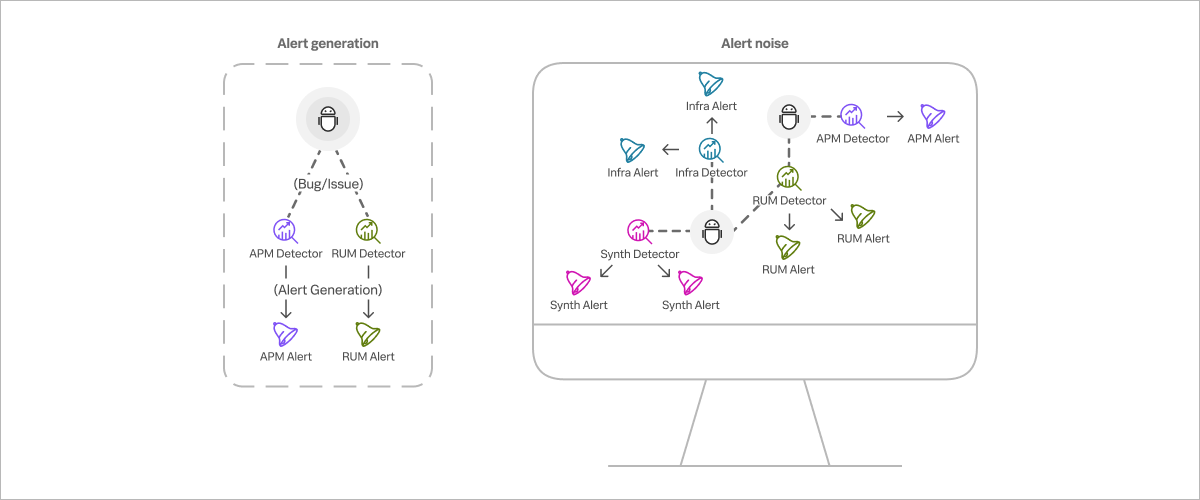 Alert generation
(Bug/Issue)
APM Detector
RUM Detector
(Alert Generation)
APM Alert
RUM Alert
Alert noise
Infra Alert
APM Detector
APM Alert
Infra Alert
Infra Detector
RUM Detector
RUM Alert
Synth Detector
RUM Alert
Synth Alert
Synth Alert